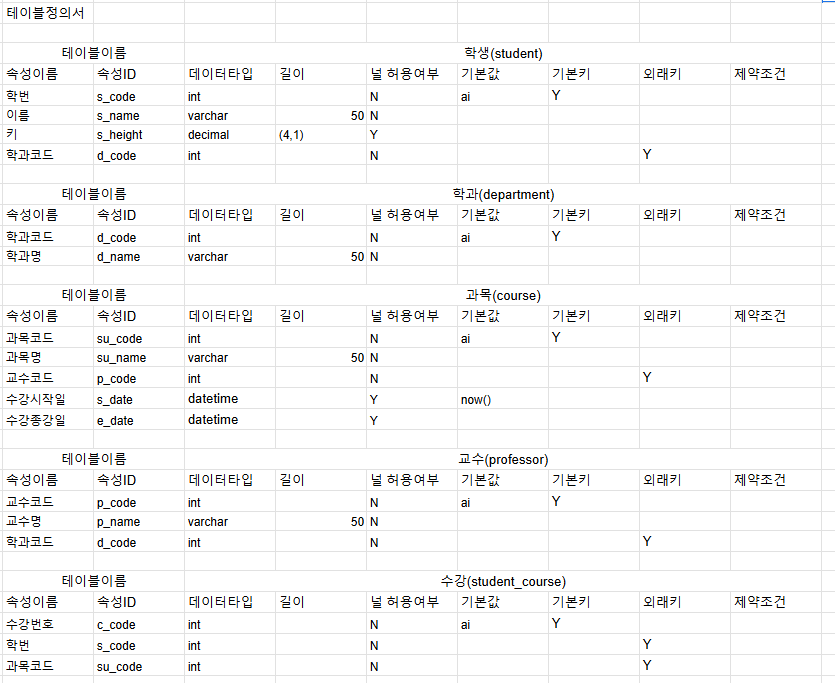 테이블정의서
테이블이름 학생(student)
속성이름 속성ID 데이터타입 길이 널 허용여부 기본값 기본키 외래키 제약조건
학번 s_code int N ai Y
이름 s_name varchar 50 N
키 s_height decimal (4,1) Y
학과코드 d_code int N Y
테이블이름 학과(department)
속성이름 속성ID 데이터타입 길이 널 허용여부 기본값 기본키 외래키 제약조건
학과코드 d_code int N ai Y
학과명 d_name varchar 50 N
테이블이름 과목(course)
속성이름 속성ID 데이터타입 길이 널 허용여부 기본값 기본키 외래키 제약조건
과목코드 su_code int N ai Y
과목명 su_name varchar 50 N
교수코드 p_code int N Y
수강시작일 s_date datetime Y now()
수강종강일 e_date datetime Y
테이블이름 교수(professor)
속성이름 속성ID 데이터타입 길이 널 허용여부 기본값 기본키 외래키 제약조건
교수코드 p_code int N ai Y
교수명 p_name varchar 50 N
학과코드 d_code int N Y
테이블이름 수강(student_course)
속성이름 속성ID 데이터타입 길이 널 허용여부 기본값 기본키 외래키 제약조건
수강번호 c_code int N ai Y
학번 s_code int N Y
과목코드 su_code int N Y